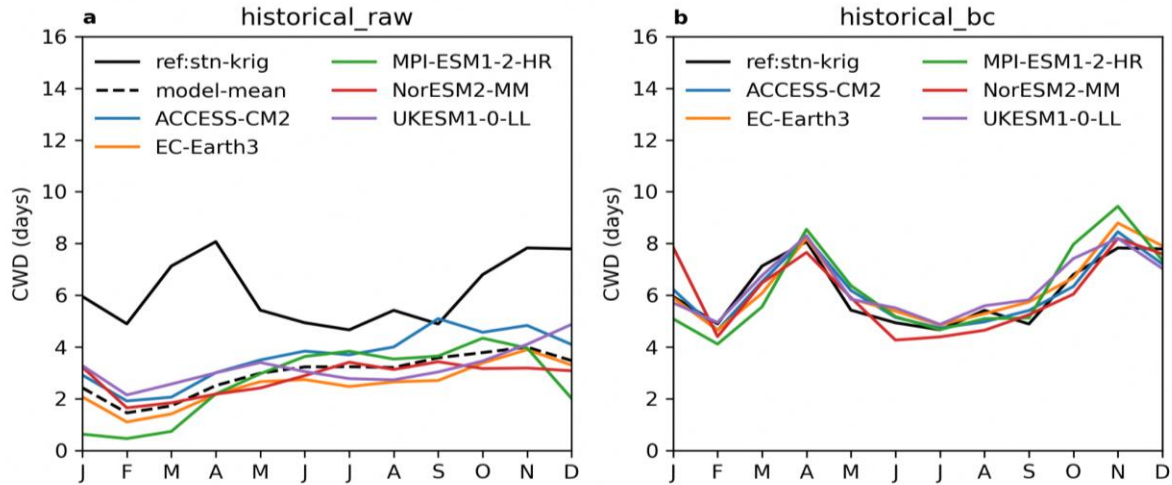 a historical_raw
CWD (days)
16
14
12
10
8
6
4
2
0
ref:stn-krig
model-mean
ACCESS-CM2
EC-Earth3
MPI-ESM1-2-HR
NorESM2-MM
UKESM1-0-LL
J F M A M J J A S O N D
b historical_bc
CWD (days)
16
14
12
10
8
6
4
2
0
ref:stn-krig
ACCESS-CM2
EC-Earth3
MPI-ESM1-2-HR
NorESM2-MM
UKESM1-0-LL
J F M A M J J A S O N D